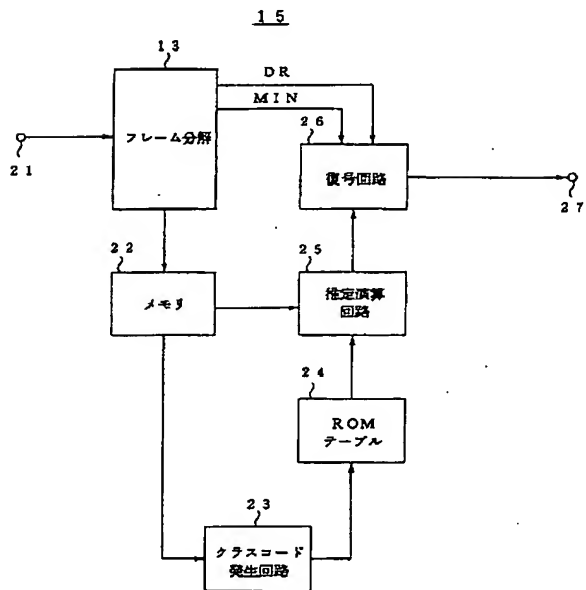 15
13
DR
MIN
フレーム分解
21
26
復号回路
27
22
メモリ
25
推定演算
回路
24
ROM
テーブル
23
クラスコード
発生回路